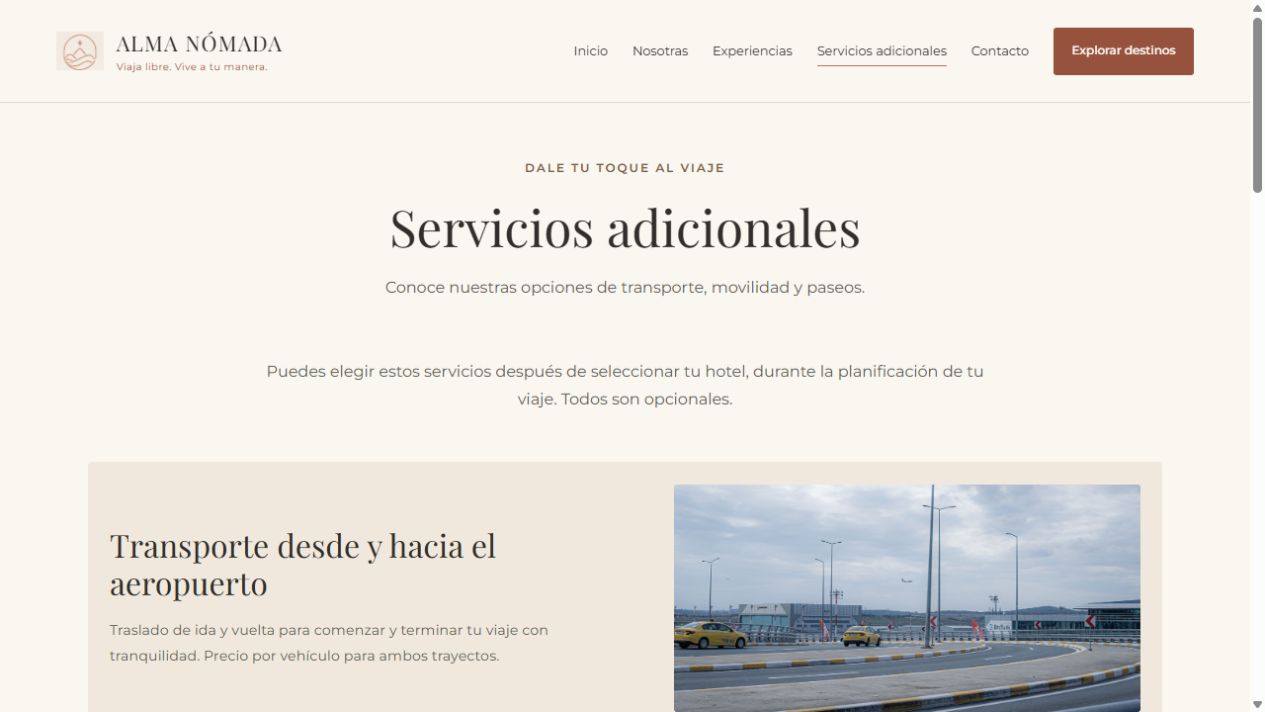 ALMA NÓMADA
Viaja libre. Vive a tu manera.
Inicio
Nosotras
Experiencias
Servicios adicionales
Contacto
Explorar destinos
DALE TU TOQUE AL VIAJE
Servicios adicionales
Conoce nuestras opciones de transporte, movilidad y paseos.
Puedes elegir estos servicios después de seleccionar tu hotel, durante la planificación de tu
viaje. Todos son opcionales.
Transporte desde y hacia el
aeropuerto
Traslado de ida y vuelta para comenzar y terminar tu viaje con
tranquilidad. Precio por vehículo para ambos trayectos.